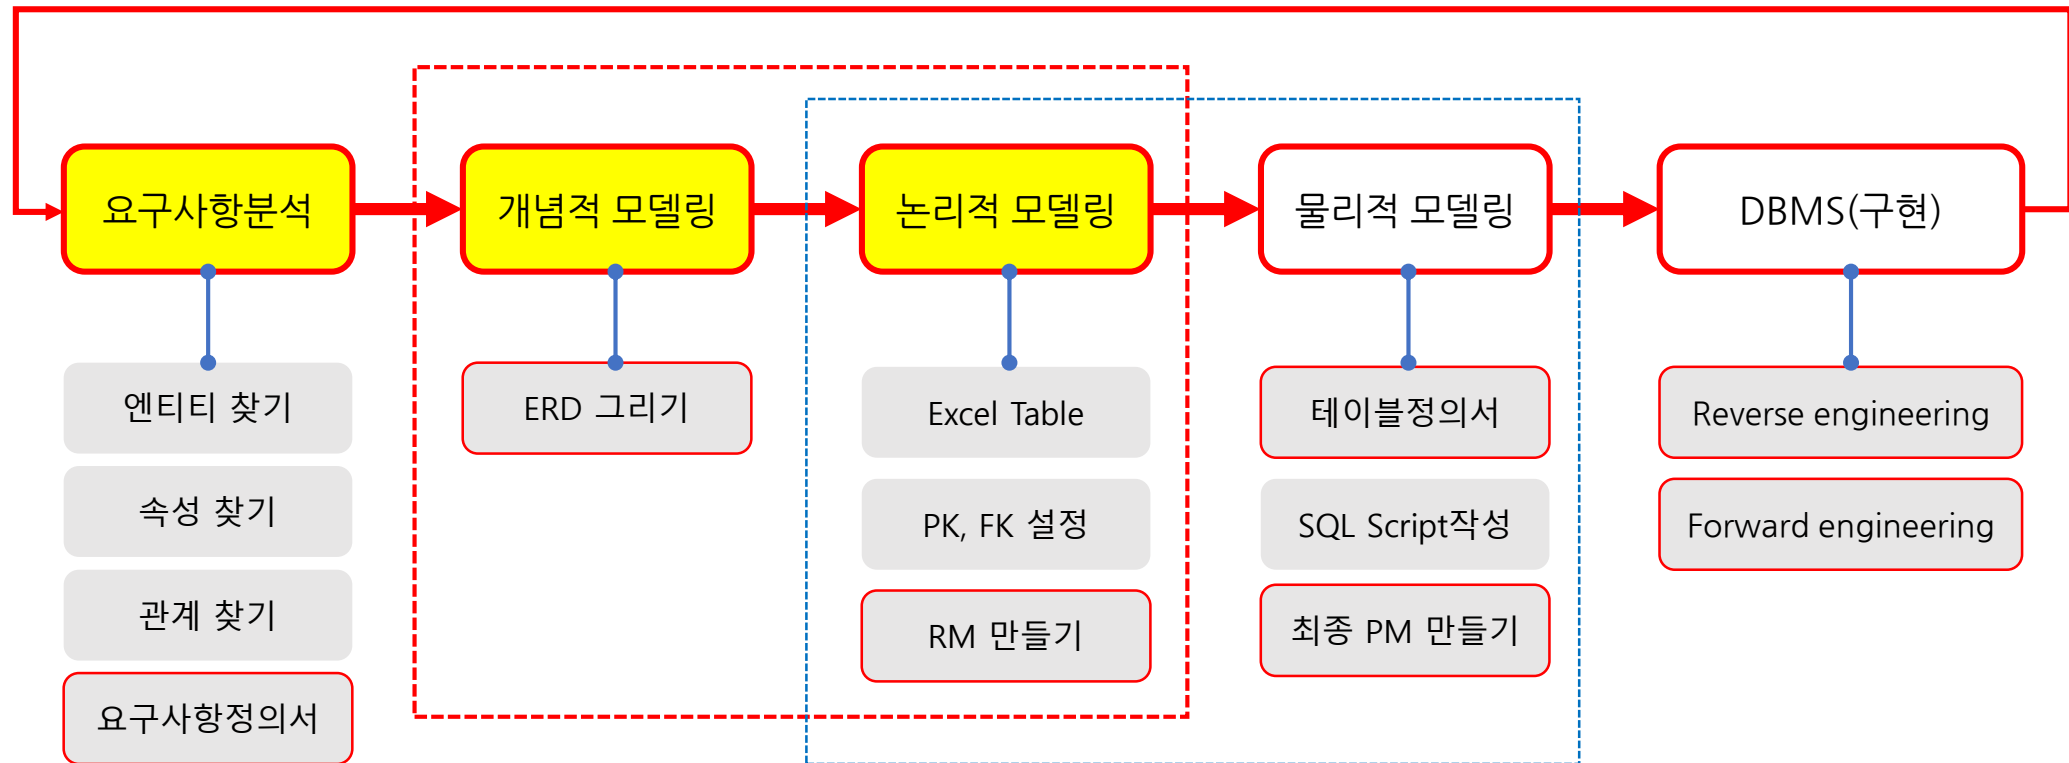 요구사항분석
개념적 모델링
논리적 모델링
물리적 모델링
DBMS(구현)
엔티티 찾기
속성 찾기
관계 찾기
요구사항정의서
ERD 그리기
Excel Table
PK, FK 설정
RM 만들기
테이블정의서
SQL Script작성
최종 PM 만들기
Reverse engineering
Forward engineering